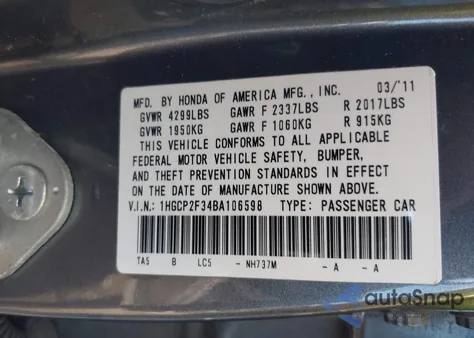 MFD. BY HONDA OF AMERICA MFG., INC. 03/'11
GVWR 4299LBS GAWR F 2337LBS R 2017LBS
GVWR 1950KG GAWR F 1060KG R 915KG
THIS VEHICLE CONFORMS TO ALL APPLICABLE
FEDERAL MOTOR VEHICLE SAFETY, BUMPER,
AND THEFT PREVENTION STANDARDS IN EFFECT
ON THE DATE OF MANUFACTURE SHOWN ABOVE.
V.I.N.: 1HGCP2F34BA106598 TYPE: PASSENGER CAR
TA5 B LC5 - NH737M - A - A
autoSnap